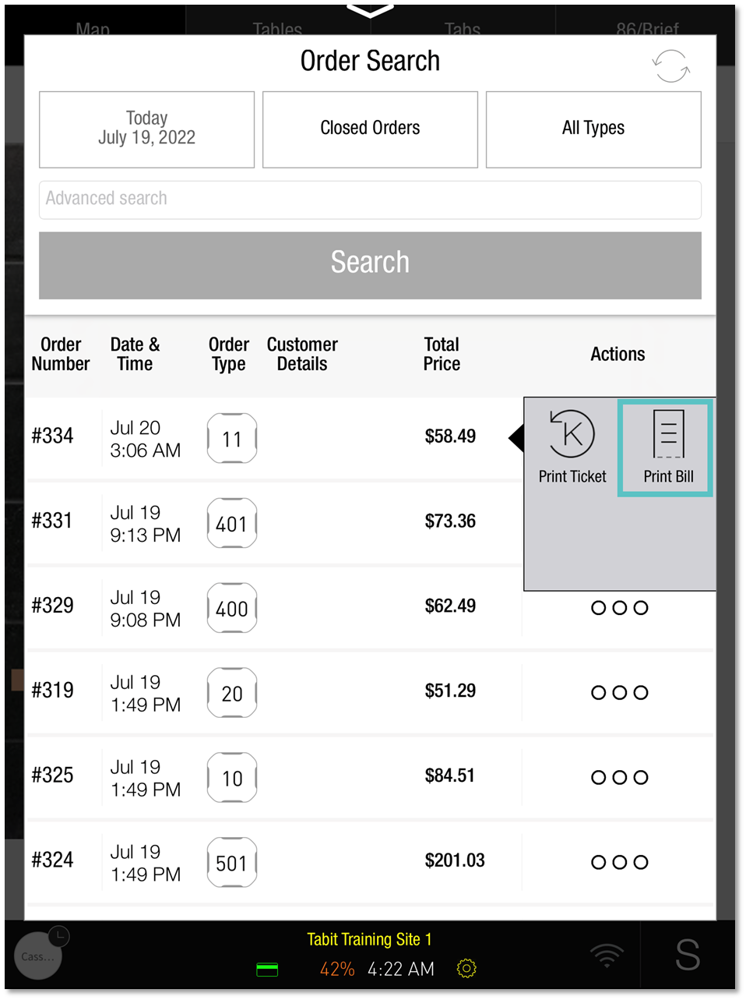 Map Tables Tabs 86/Brief
Order Search
Today
July 19, 2022
Closed Orders
All Types
Advanced search
Search
Order Number
Date & Time
Order Type
Customer Details
Total Price
Actions
#334
Jul 20
3:06 AM
11
$58.49
K
Print Ticket
Print Bill
#331
Jul 19
9:13 PM
401
$73.36
#329
Jul 19
9:08 PM
400
$62.49
#319
Jul 19
1:49 PM
20
$51.29
#325
Jul 19
1:49 PM
10
$84.51
#324
Jul 19
1:49 PM
501
$201.03
Cass...
Tabit Training Site 1
42% 4:22 AM
S